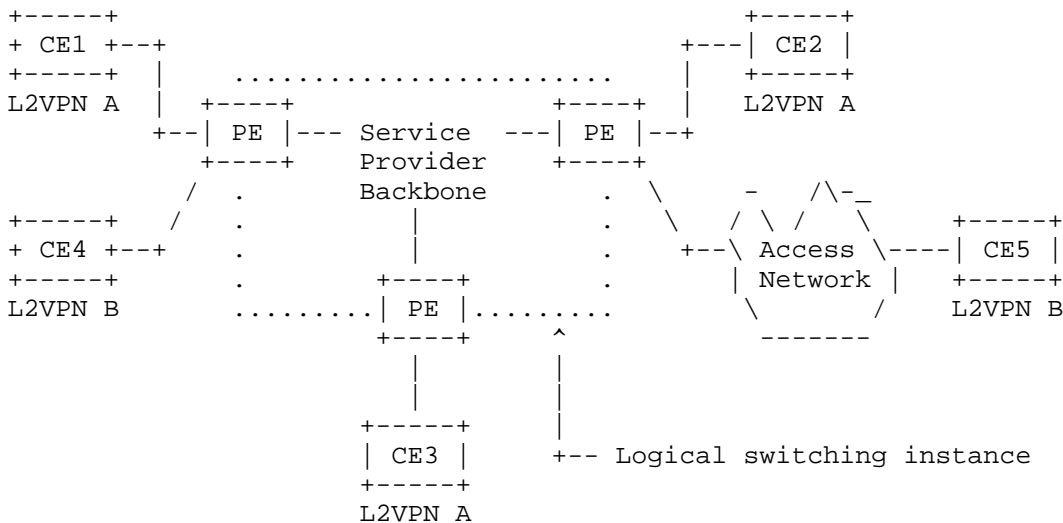 CE1 CE2
L2VPN A L2VPN A
PE Service PE
Provider
Backbone
CE4 Access CE5
Network
L2VPN B PE L2VPN B
CE3 Logical switching instance
L2VPN A